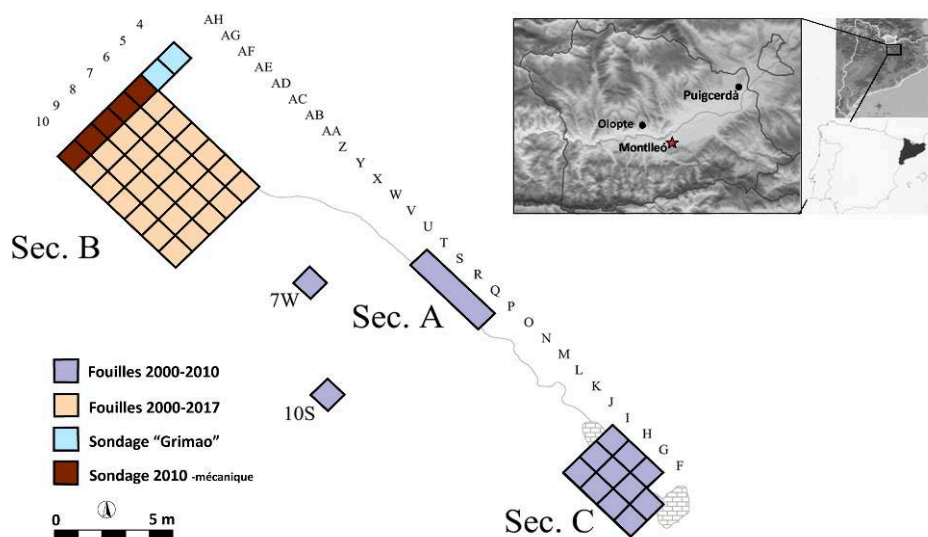 4
5
6
7
8
9
10
AH
AG
AF
AE
AD
AC
AB
AA
Z
Y
X
W
V
U
T
S
R
Q
P
O
N
M
L
K
J
I
H
G
F
Puigcerdà
Olopte
Montlleó
Sec. B
7W
Sec. A
10S
Sec. C
Fouilles 2000-2010
Fouilles 2000-2017
Sondage "Grimao"
Sondage 2010 -mécanique
0 5 m